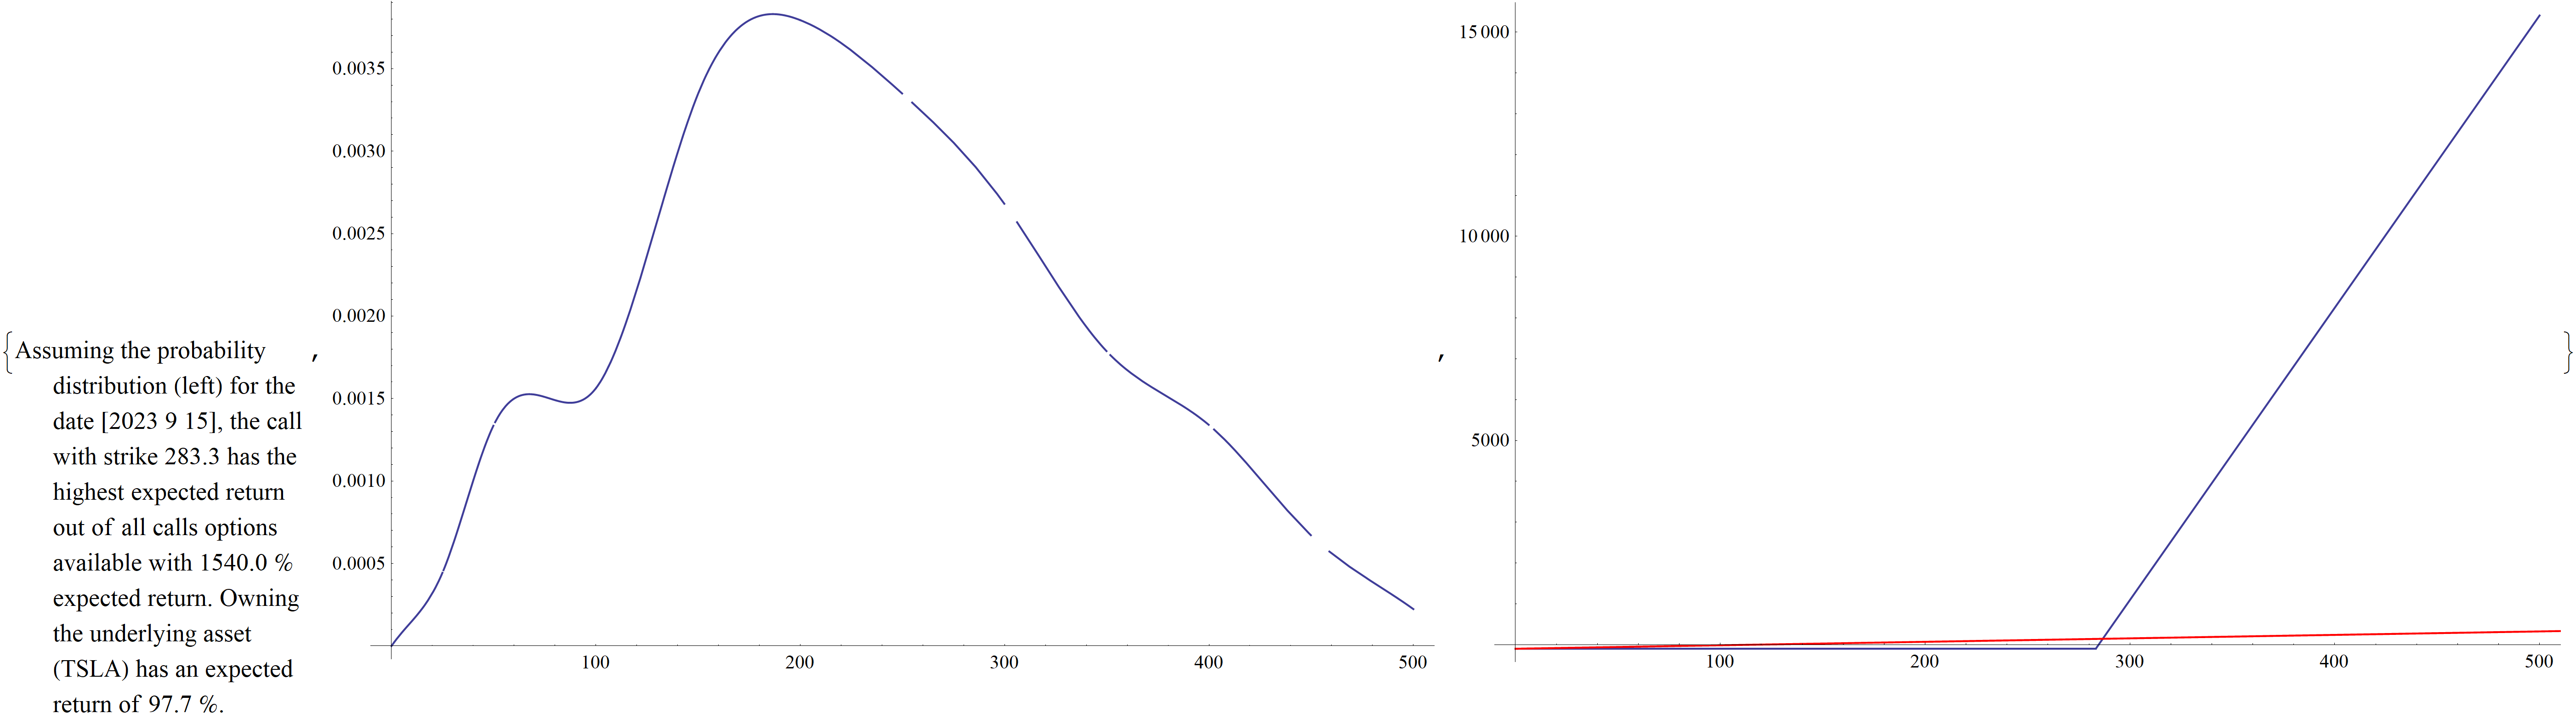 {Assuming the probability
distribution (left) for the
date [2023 9 15], the call
with strike 283.3 has the
highest expected return
out of all calls options
available with 1540.0 %
expected return. Owning
the underlying asset
(TSLA) has an expected
return of 97.7 %.
,
0.0035
0.0030
0.0025
0.0020
0.0015
0.0010
0.0005
100 200 300 400 500
,
15 000
10 000
5000
100 200 300 400 500
}